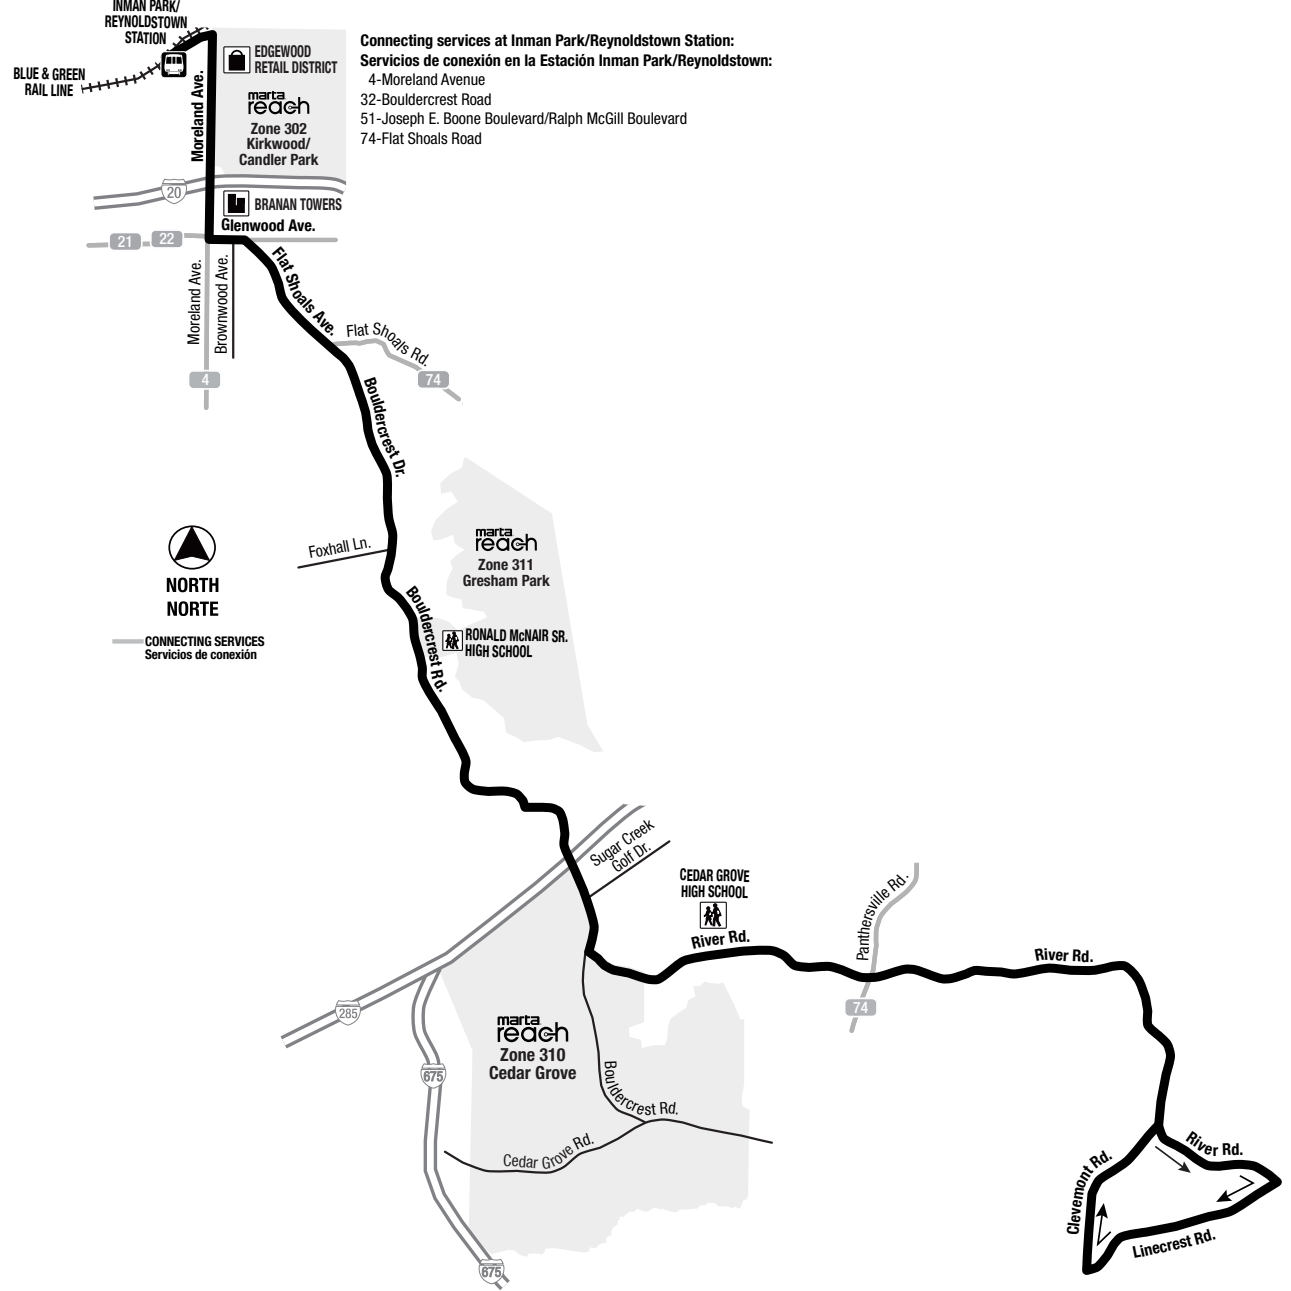 INMAN PARK/
REYNOLDSTOWN
STATION
BLUE & GREEN
RAIL LINE
Moreland Ave.
EDGEWOOD
RETAIL DISTRICT
marta
reach
Zone 302
Kirkwood/
Candler Park
Connecting services at Inman Park/Reynoldstown Station:
Servicios de conexión en la Estación Inman Park/Reynoldstown:
4-Moreland Avenue
32-Bouldercrest Road
51-Joseph E. Boone Boulevard/Ralph McGill Boulevard
74-Flat Shoals Road
20
BRANAN TOWERS
Glenwood Ave.
21
22
Moreland Ave.
Brownwood Ave.
Flat Shoals Ave.
Flat Shoals Rd.
74
4
Bouldercrest Dr.
Foxhall Ln.
marta
reach
Zone 311
Gresham Park
NORTH
NORTE
CONNECTING SERVICES
Servicios de conexión
Bouldercrest Rd.
RONALD McNAIR SR.
HIGH SCHOOL
Sugar Creek
Golf Dr.
CEDAR GROVE
HIGH SCHOOL
River Rd.
Panthersville Rd.
River Rd.
74
285
675
marta
reach
Zone 310
Cedar Grove
Bouldercrest Rd.
Cedar Grove Rd.
675
River Rd.
Clevemont Rd.
Linecrest Rd.